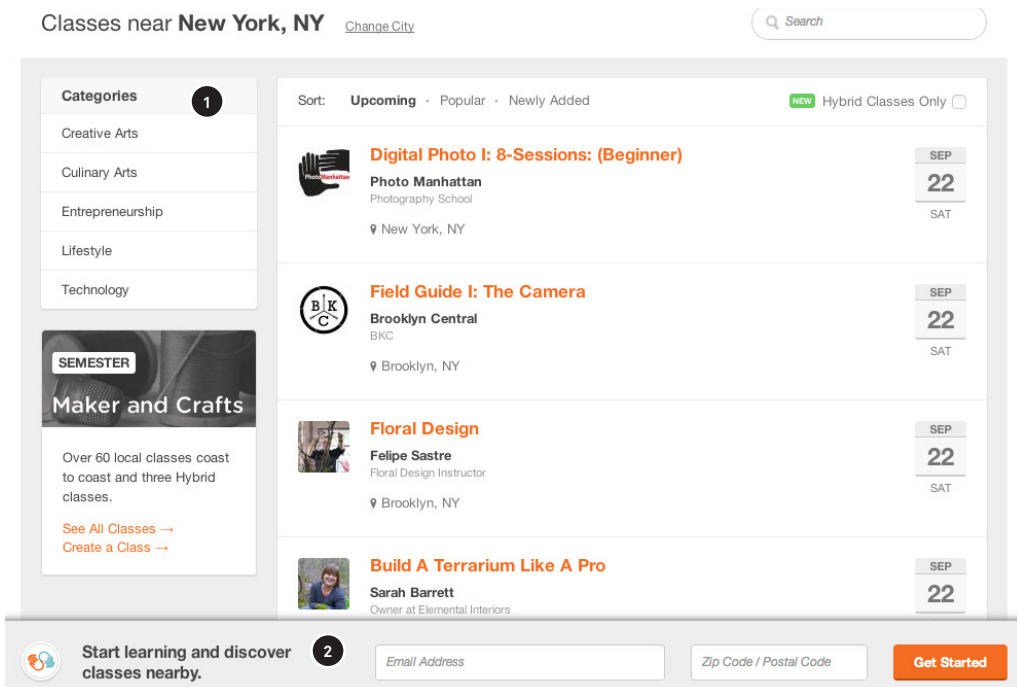 Classes near New York, NY Change City
Search
Categories
1
Creative Arts
Culinary Arts
Entrepreneurship
Lifestyle
Technology
SEMESTER
Maker and Crafts
Over 60 local classes coast
to coast and three Hybrid
classes.
See All Classes →
Create a Class →
Sort: Upcoming · Popular · Newly Added
NEW Hybrid Classes Only
PhotoManhattan
Digital Photo I: 8-Sessions: (Beginner)
Photo Manhattan
Photography School
New York, NY
SEP
22
SAT
B K
C
Field Guide I: The Camera
Brooklyn Central
BKC
Brooklyn, NY
SEP
22
SAT
Floral Design
Felipe Sastre
Floral Design Instructor
Brooklyn, NY
SEP
22
SAT
Build A Terrarium Like A Pro
Sarah Barrett
Owner at Elemental Interiors
SEP
22
Start learning and discover
classes nearby.
2
Email Address
Zip Code / Postal Code
Get Started